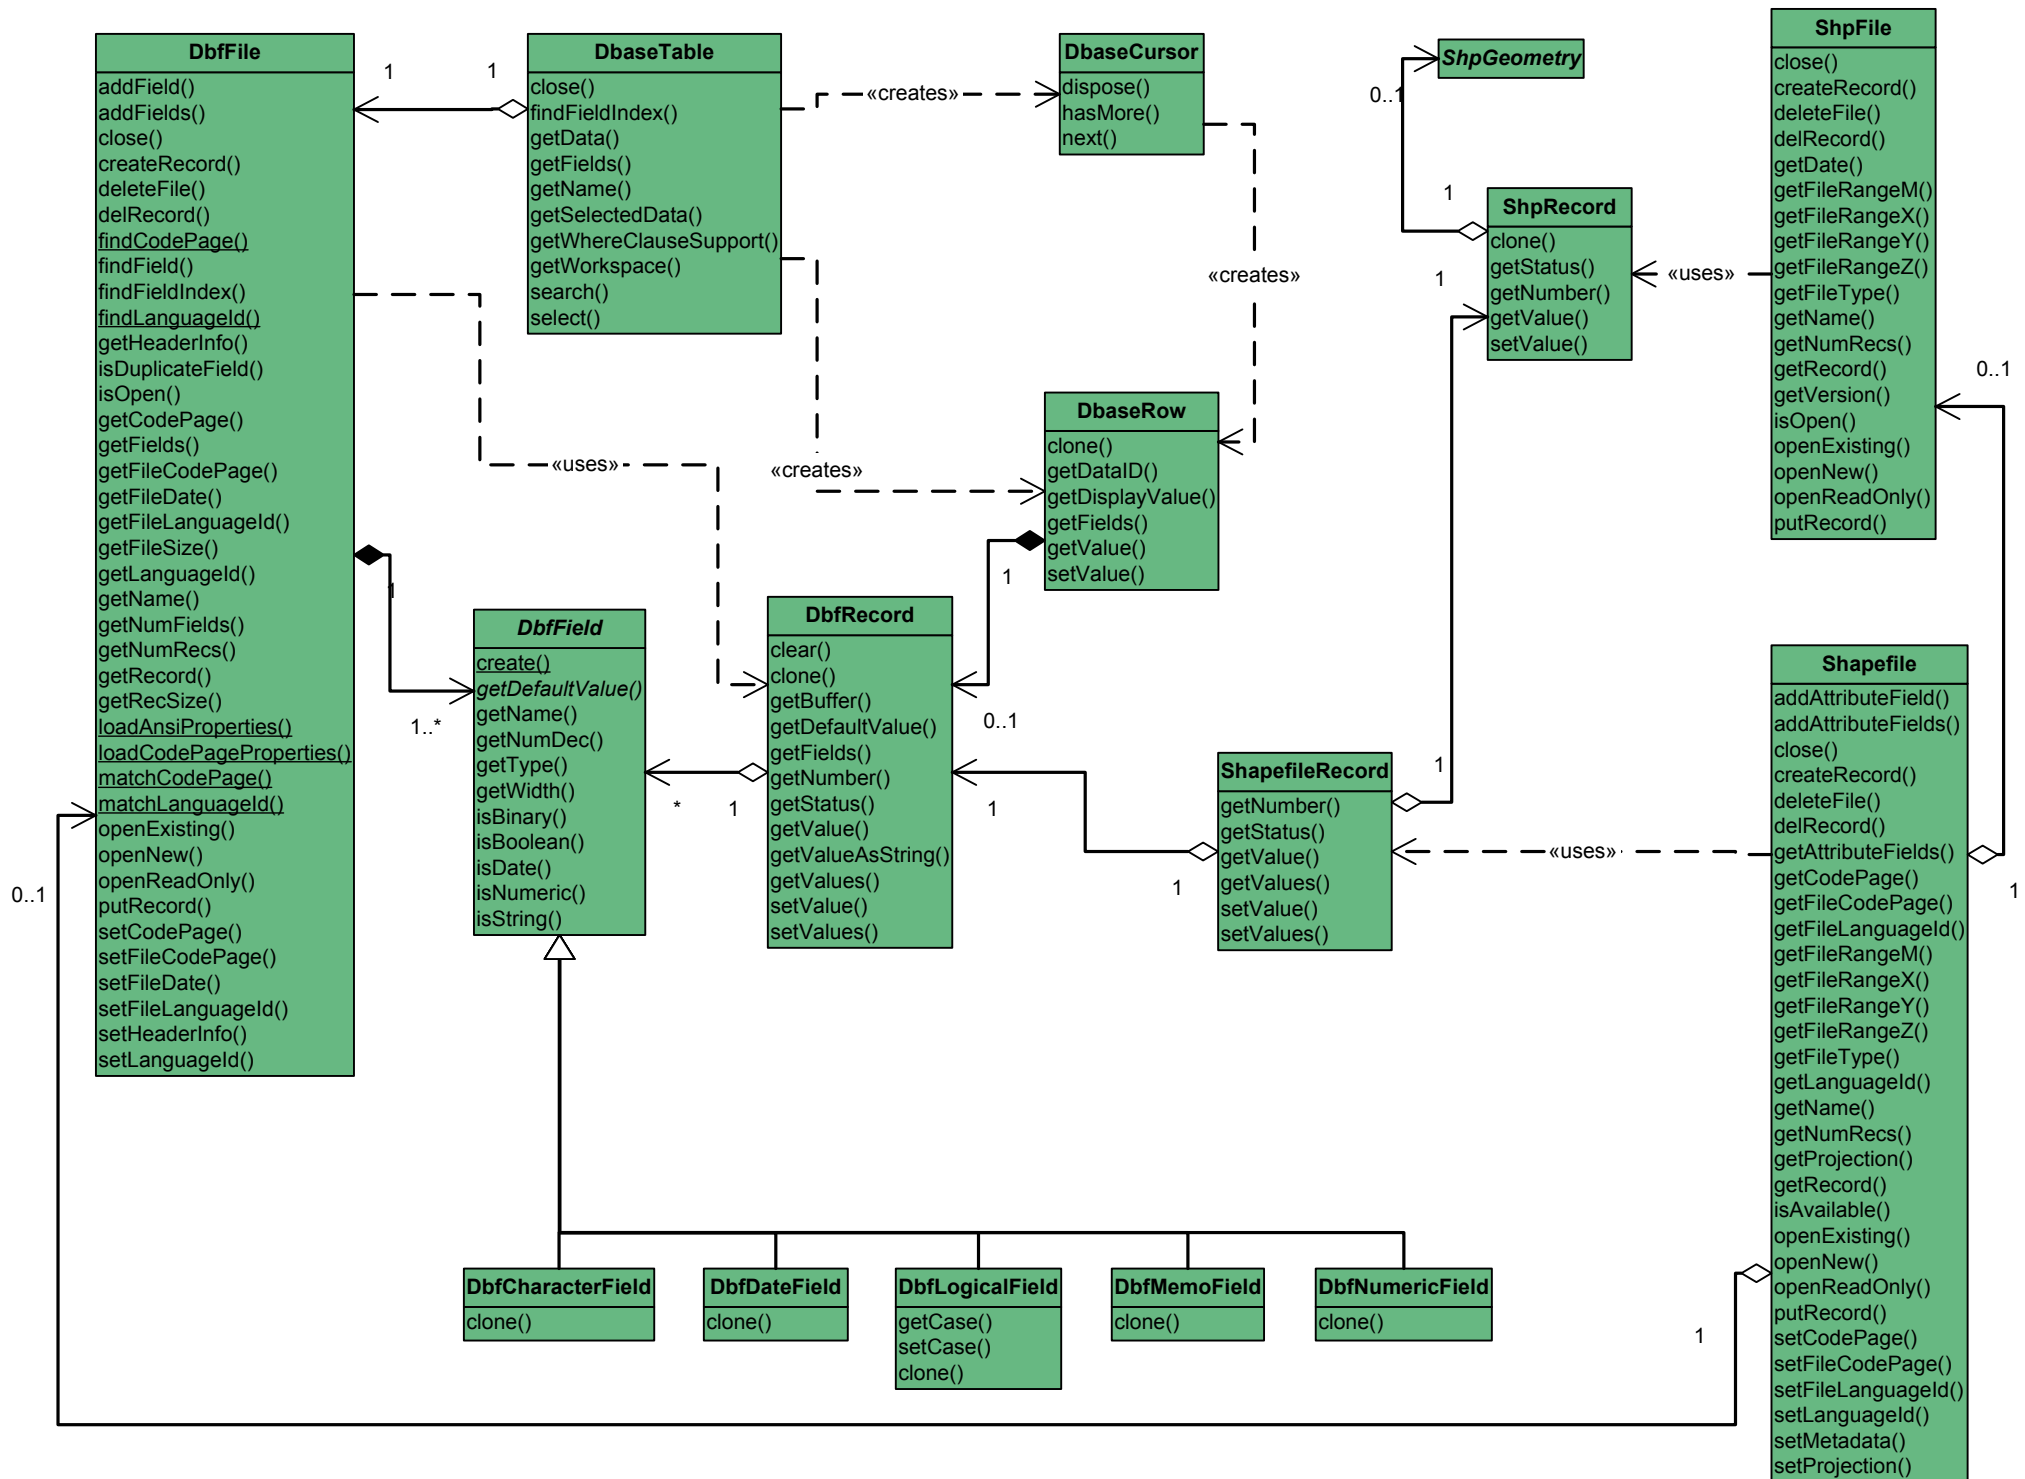 DbfFile
addField()
addFields()
close()
createRecord()
deleteFile()
delRecord()
findCodePage()
findField()
findFieldIndex()
findLanguageId()
getHeaderInfo()
isDuplicateField()
isOpen()
getCodePage()
getFields()
getFileCodePage()
getFileDate()
getFileLanguageId()
getFileSize()
getLanguageId()
getName()
getNumFields()
getNumRecs()
getRecord()
getRecSize()
loadAnsiProperties()
loadCodePageProperties()
matchCodePage()
matchLanguageId()
openExisting()
openNew()
openReadOnly()
putRecord()
setCodePage()
setFileCodePage()
setFileDate()
setFileLanguageId()
setHeaderInfo()
setLanguageId()
0..1
1
1
1
1..*
DbaseTable
close()
findFieldIndex()
getData()
getFields()
getName()
getSelectedData()
getWhereClauseSupport()
getWorkspace()
search()
select()
«creates»
«uses»
«creates»
DbaseCursor
dispose()
hasMore()
next()
«creates»
DbaseRow
clone()
getDataID()
getDisplayValue()
getFields()
getValue()
setValue()
1
0..1
DbfField
create()
getDefaultValue()
getName()
getNumDec()
getType()
getWidth()
isBinary()
isBoolean()
isDate()
isNumeric()
isString()
*
1
DbfRecord
clear()
clone()
getBuffer()
getDefaultValue()
getFields()
getNumber()
getStatus()
getValue()
getValueAsString()
getValues()
setValue()
setValues()
1
1
ShapefileRecord
getNumber()
getStatus()
getValue()
getValues()
setValue()
setValues()
1
1
ShpGeometry
0..1
1
ShpRecord
clone()
getStatus()
getNumber()
getValue()
setValue()
«uses»
ShpFile
close()
createRecord()
deleteFile()
delRecord()
getDate()
getFileRangeM()
getFileRangeX()
getFileRangeY()
getFileRangeZ()
getFileType()
getName()
getNumRecs()
getRecord()
getVersion()
isOpen()
openExisting()
openNew()
openReadOnly()
putRecord()
0..1
«uses»
Shapefile
addAttributeField()
addAttributeFields()
close()
createRecord()
deleteFile()
delRecord()
getAttributeFields()
getCodePage()
getFileCodePage()
getFileLanguageId()
getFileRangeM()
getFileRangeX()
getFileRangeY()
getFileRangeZ()
getFileType()
getLanguageId()
getName()
getNumRecs()
getProjection()
getRecord()
isAvailable()
openExisting()
openNew()
openReadOnly()
putRecord()
setCodePage()
setFileCodePage()
setFileLanguageId()
setLanguageId()
setMetadata()
setProjection()
1
1
DbfCharacterField
clone()
DbfDateField
clone()
DbfLogicalField
getCase()
setCase()
clone()
DbfMemoField
clone()
DbfNumericField
clone()